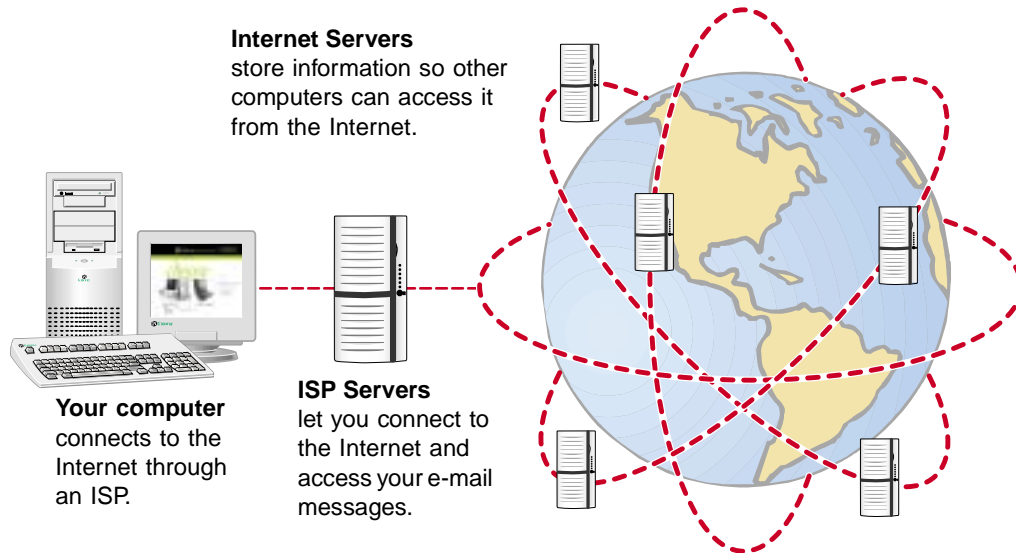 Internet Servers
store information so other
computers can access it
from the Internet.
Your computer
connects to the
Internet through
an ISP.
ISP Servers
let you connect to
the Internet and
access your e-mail
messages.